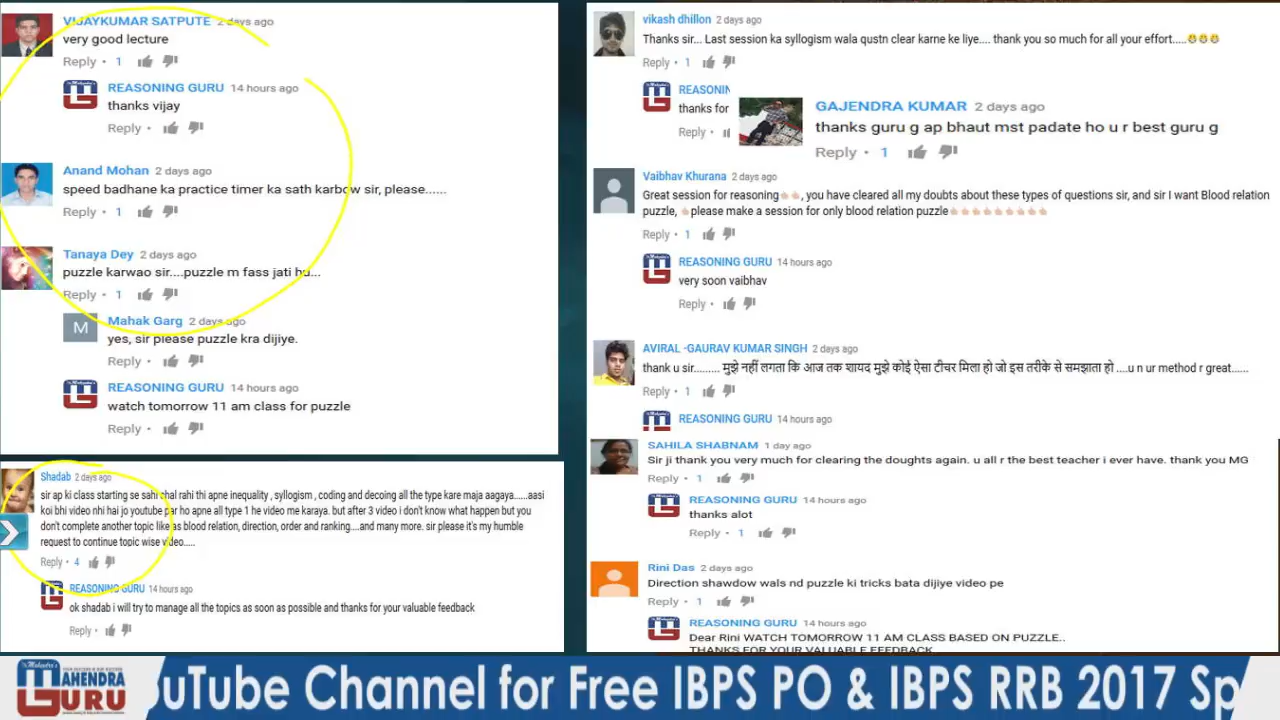 VIJAYKUMAR SATPUTE 2 days ago
very good lecture
Reply · 1
REASONING GURU 14 hours ago
thanks vijay
Reply ·
Anand Mohan 2 days ago
speed badhane ka practice timer ka sath karbow sir, please......
Reply · 1
Tanaya Dey 2 days ago
puzzle karwao sir....puzzle m fass jati hu...
Reply · 1
M
Mahak Garg 2 days ago
yes, sir please puzzle kra dijiye.
Reply ·
REASONING GURU 14 hours ago
watch tomorrow 11 am class for puzzle
Reply ·
Shadab 2 days ago
sir ap ki class starting se sahi chal rahi thi apne inequality , syllogism , coding and decoing all the type kare maja aagaya......aasi
koi bhi video nhi hai jo youtube par ho apne all type 1 he video me karaya. but after 3 video i don't know what happen but you
don't complete another topic like as blood relation, direction, order and ranking....and many more. sir please it's my humble
request to continue topic wise video.....
Reply · 4
REASONING GURU 14 hours ago
ok shadab i will try to manage all the topics as soon as possible and thanks for your valuable feedback
Reply ·
vikash dhillon 2 days ago
Thanks sir... Last session ka syllogism wala qustn clear karne ke liye.... thank you so much for all your effort.....😁😁😁
Reply · 1
REASONIN
thanks for
Reply ·
GAJENDRA KUMAR 2 days ago
thanks guru g ap bhaut mst padate ho u r best guru g
Reply · 1
Vaibhav Khurana 2 days ago
Great session for reasoning👆🏻👆🏻, you have cleared all my doubts about these types of questions sir, and sir I want Blood relation
puzzle, 👆🏻please make a session for only blood relation puzzle👆🏻👆🏻👆🏻👆🏻👆🏻👆🏻👆🏻👆🏻👆🏻
Reply · 1
REASONING GURU 14 hours ago
very soon vaibhav
Reply ·
AVIRAL -GAURAV KUMAR SINGH 2 days ago
thank u sir......... मुझे नहीं लगता कि आज तक शायद मुझे कोई ऐसा टीचर मिला हो जो इस तरीके से समझाता हो ....u n ur method r great......
Reply · 1
REASONING GURU 14 hours ago
SAHILA SHABNAM 1 day ago
Sir ji thank you very much for clearing the doughts again. u all r the best teacher i ever have. thank you MG
Reply · 1
REASONING GURU 14 hours ago
thanks alot
Reply · 1
Rini Das 2 days ago
Direction shawdow wals nd puzzle ki tricks bata dijiye video pe
Reply · 1
REASONING GURU 14 hours ago
Dear Rini WATCH TOMORROW 11 AM CLASS BASED ON PUZZLE..
THANKS FOR YOUR VALUABLE FEEDBACK
Mahendra's
MAHENDRA
GURU
ouTube Channel for Free IBPS PO & IBPS RRB 2017 Sp